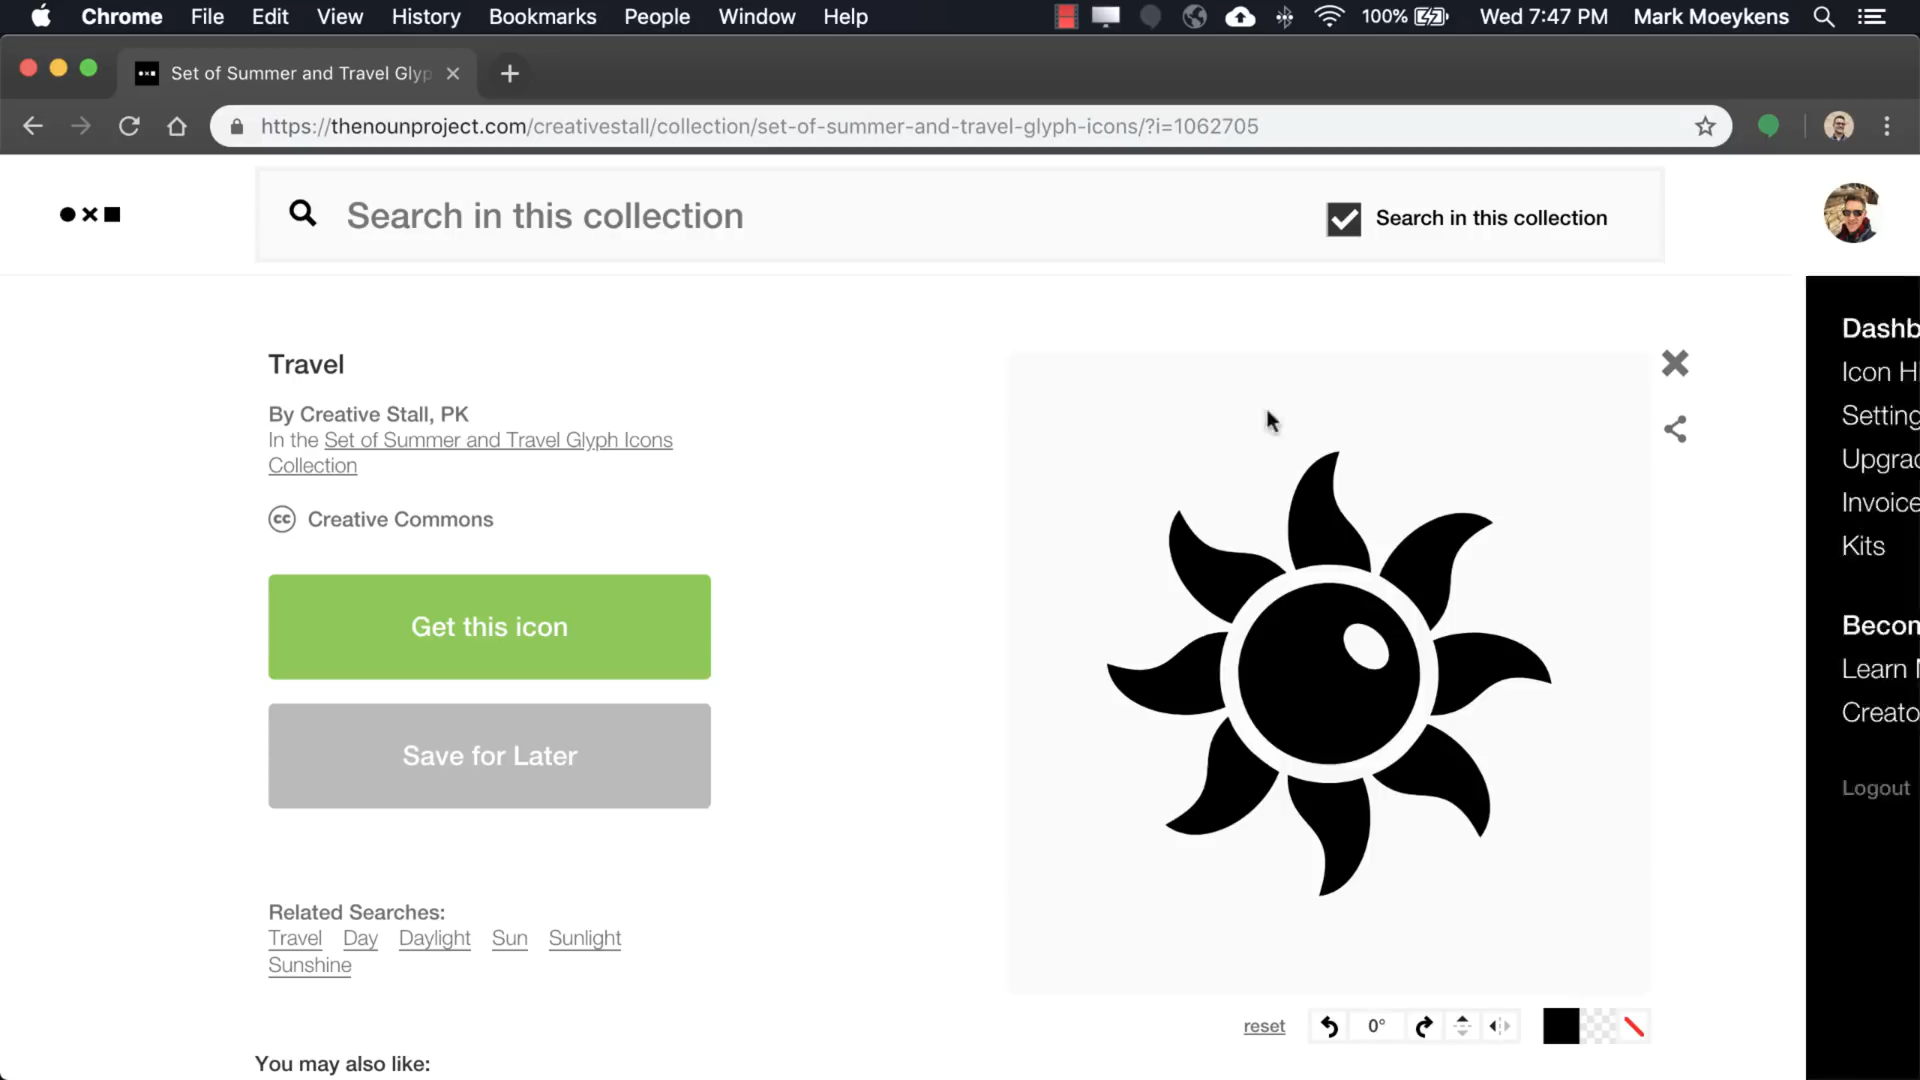 Chrome File Edit View History Bookmarks People Window Help 100% Wed 7:47 PM Mark Moeykens
Set of Summer and Travel Glyp
https://thenounproject.com/creativestall/collection/set-of-summer-and-travel-glyph-icons/?i=1062705
Search in this collection
Search in this collection
Travel
By Creative Stall, PK
In the Set of Summer and Travel Glyph Icons
Collection
cc Creative Commons
Get this icon
Save for Later
Related Searches:
Travel Day Daylight Sun Sunlight
Sunshine
You may also like:
reset 0°
Dashb
Icon Hi
Setting
Upgrad
Invoice
Kits
Becom
Learn
Creato
Logout